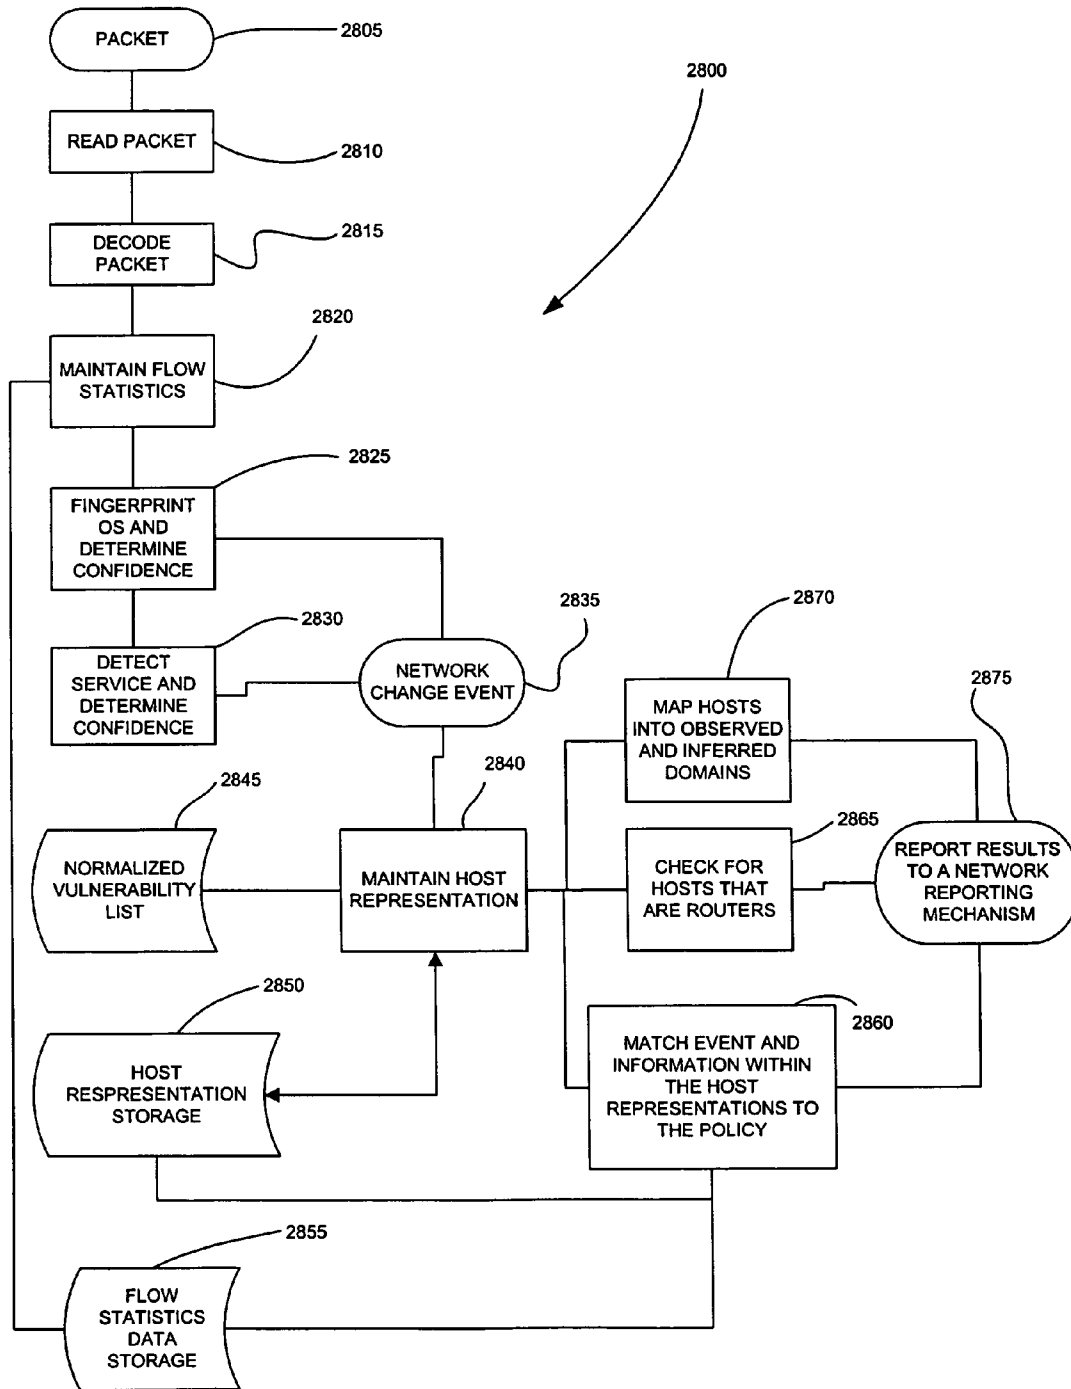 PACKET
2805
2800
READ PACKET
2810
DECODE
PACKET
2815
MAINTAIN FLOW
STATISTICS
2820
FINGERPRINT
OS AND
DETERMINE
CONFIDENCE
2825
DETECT
SERVICE AND
DETERMINE
CONFIDENCE
2830
NETWORK
CHANGE EVENT
2835
MAP HOSTS
INTO OBSERVED
AND INFERRED
DOMAINS
2870
2875
NORMALIZED
VULNERABILITY
LIST
2845
MAINTAIN HOST
REPRESENTATION
2840
CHECK FOR
HOSTS THAT
ARE ROUTERS
2865
REPORT RESULTS
TO A NETWORK
REPORTING
MECHANISM
HOST
RESPRESENTATION
STORAGE
2850
MATCH EVENT AND
INFORMATION WITHIN
THE HOST
REPRESENTATIONS TO
THE POLICY
2860
FLOW
STATISTICS
DATA
STORAGE
2855